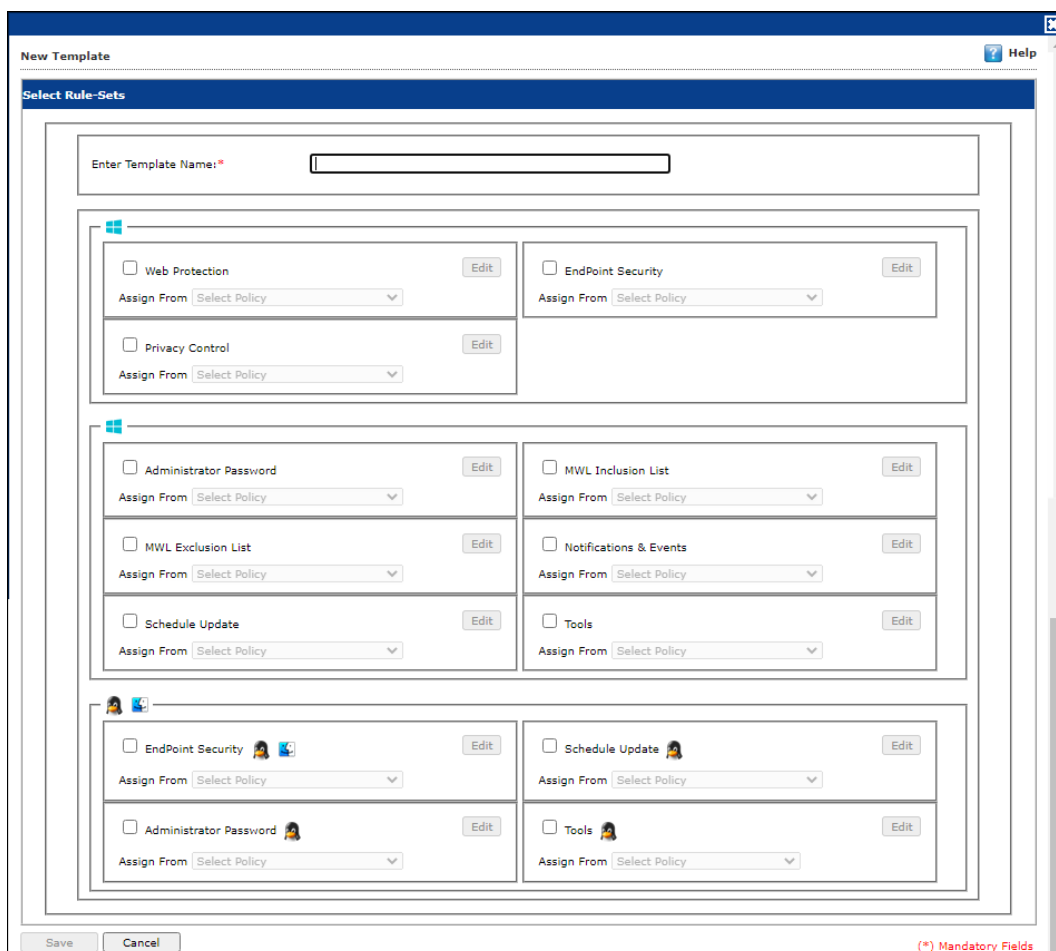 New Template
Help
Select Rule-Sets
Enter Template Name:*
Web Protection Edit
Assign From Select Policy
EndPoint Security Edit
Assign From Select Policy
Privacy Control Edit
Assign From Select Policy
Administrator Password Edit
Assign From Select Policy
MWL Inclusion List Edit
Assign From Select Policy
MWL Exclusion List Edit
Assign From Select Policy
Notifications & Events Edit
Assign From Select Policy
Schedule Update Edit
Assign From Select Policy
Tools Edit
Assign From Select Policy
EndPoint Security Edit
Assign From Select Policy
Schedule Update Edit
Assign From Select Policy
Administrator Password Edit
Assign From Select Policy
Tools Edit
Assign From Select Policy
Save Cancel
(*) Mandatory Fields